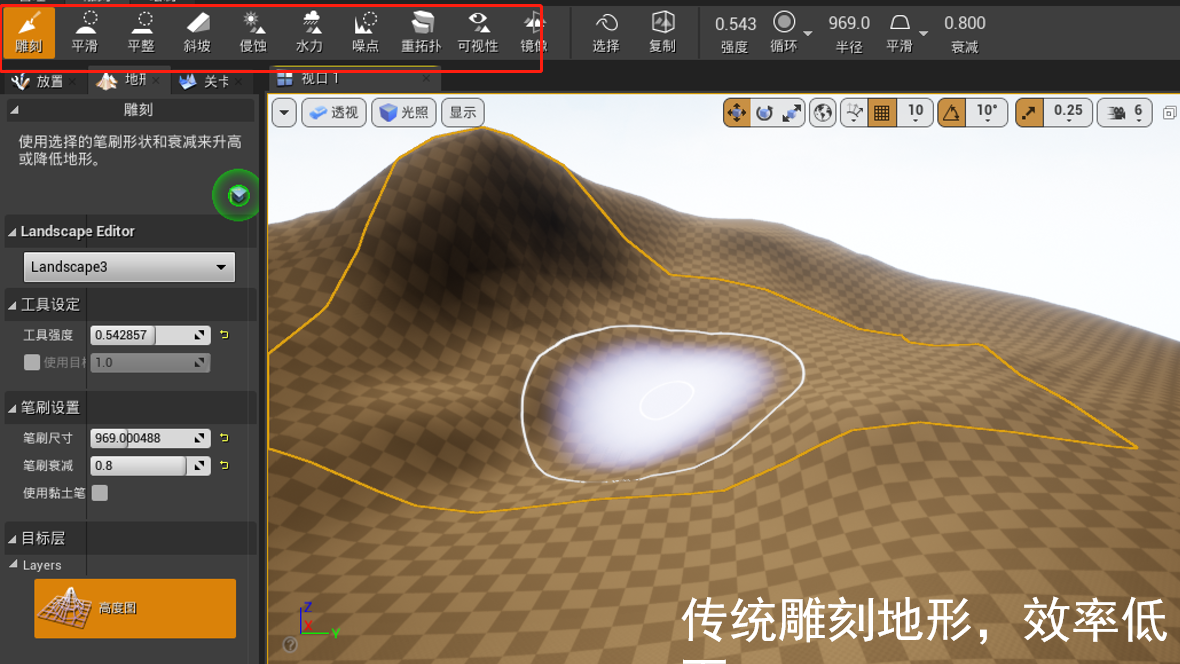 雕刻 平滑 平整 斜坡 侵蚀 水力 噪点 重拓扑 可视性 镜像 选择 复制
0.543 969.0 0.800
强度 循环 半径 平滑 衰减
放置 地形 关卡 视口 1
雕刻
透视 光照 显示 10 10° 0.25 6
使用选择的笔刷形状和衰减来升高
或降低地形。
Landscape Editor
Landscape3
工具设定
工具强度 0.542857
使用目标 1.0
笔刷设置
笔刷尺寸 969.000488
笔刷衰减 0.8
使用黏土笔
目标层
Layers
高度图
Z
X
Y
传统雕刻地形，效率低